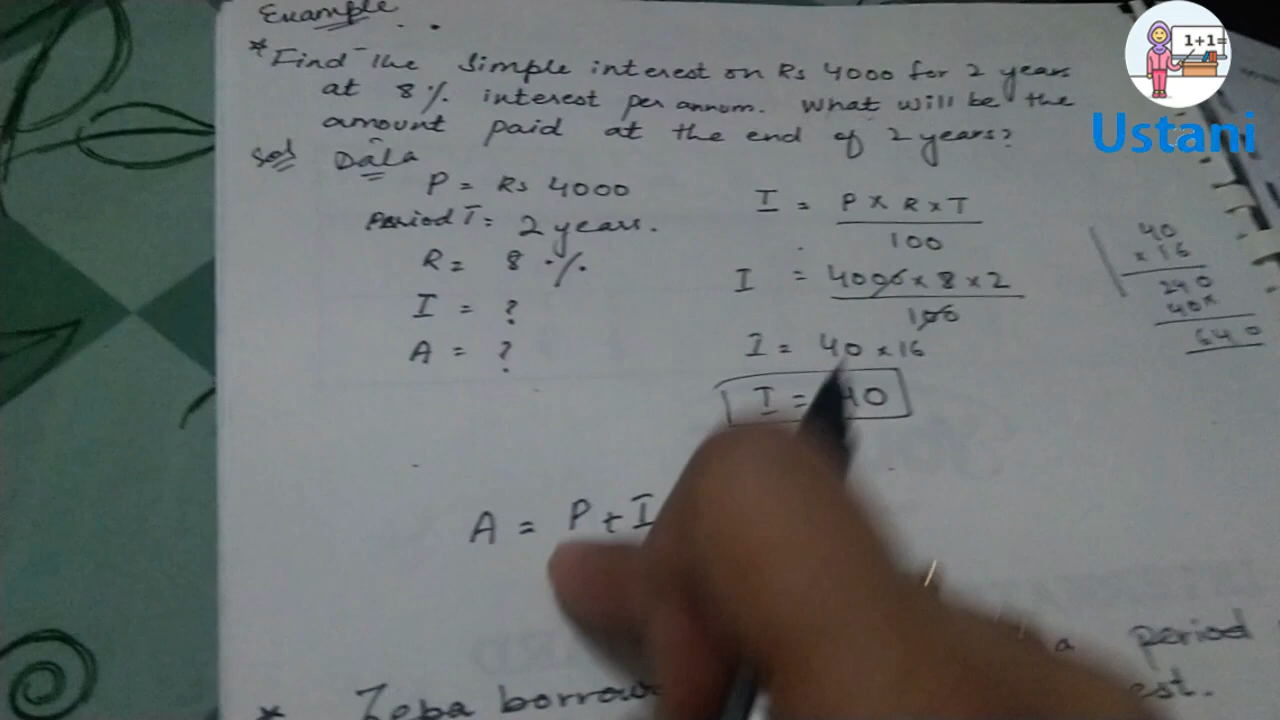 Example.
* Find the simple interest on Rs 4000 for 2 years
at 8% interest per annom. What will be the
amount paid at the end of 2 years?
Sol Data
P = Rs 4000
Period T = 2 years.
R = 8 %
I = ?
A = ?
I = P x R x T
100
I = 4000 x 8 x 2
100
I = 40 x 16
I = 40
40
x 16
240
40x
640
A = P + I
a period
* Zeba borrow
est.
1+1=
Ustani